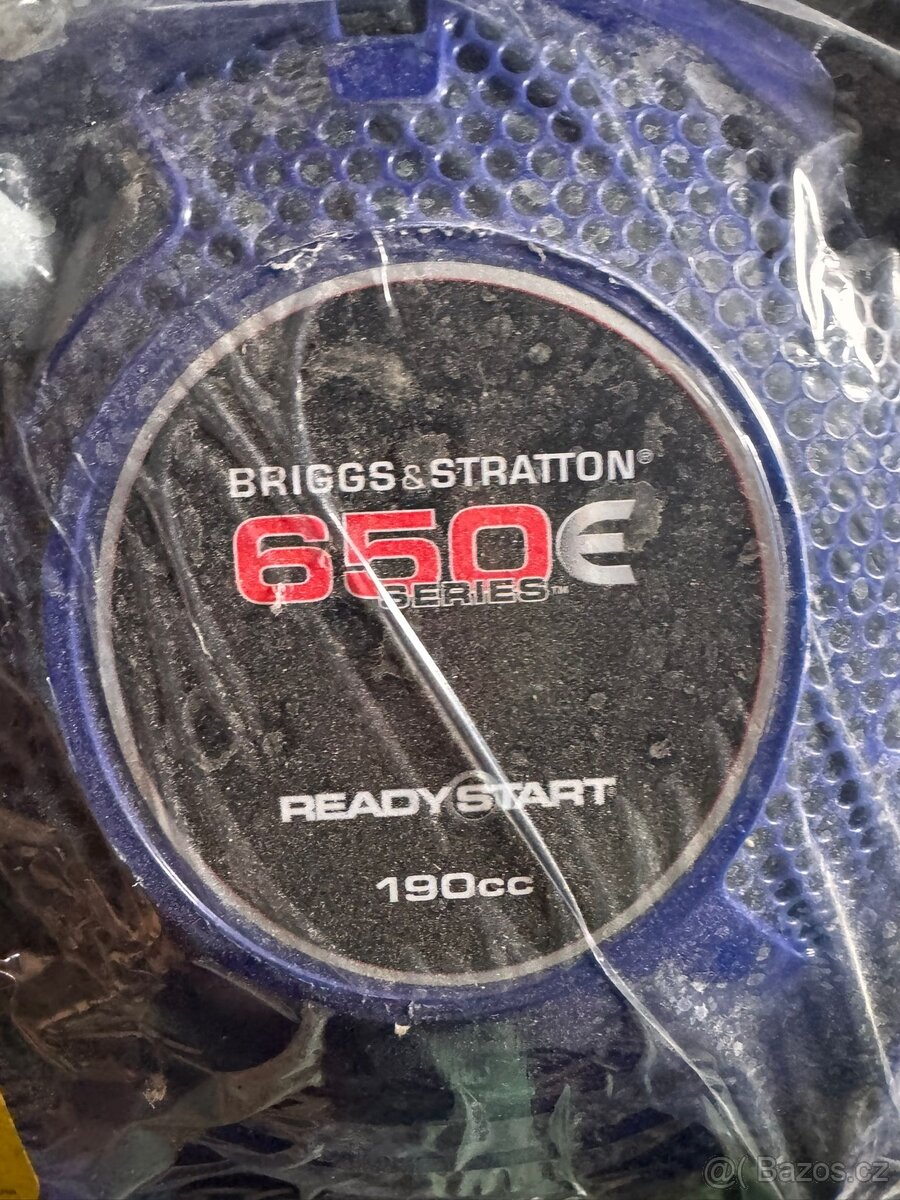 BRIGGS&STRATTON®
650E
SERIES™
READYSTART
190cc
@( Bazos.cz